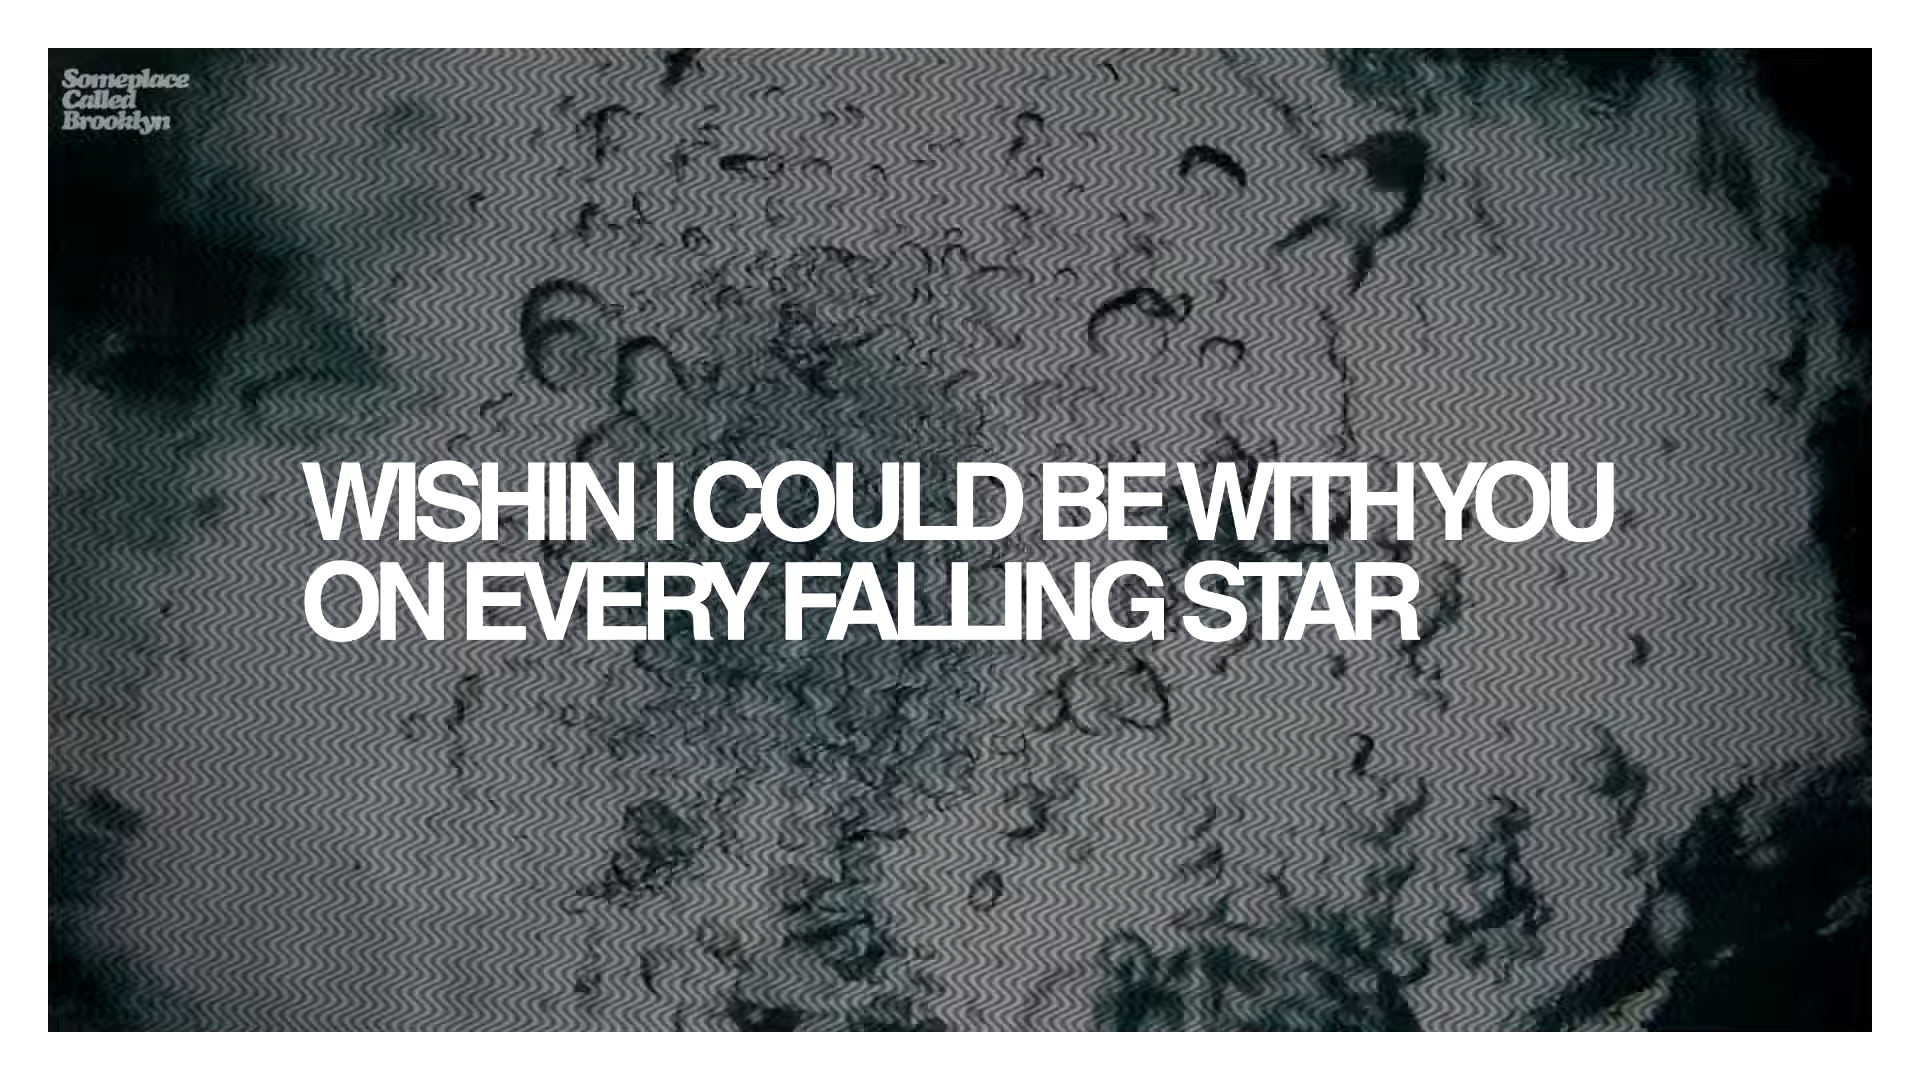 Someplace
Called
Brooklyn
WISHIN I COULD BE WITH YOU
ON EVERY FALLING STAR